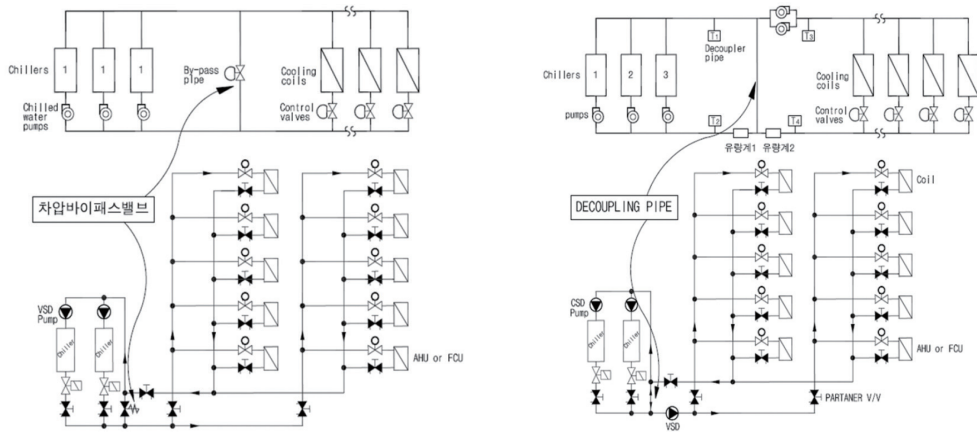 Chillers
1
1
1
By-pass
pipe
Cooling
coils
Chilled
water
pumps
Control
valves
차압바이패스밸브
VSD
Pump
Chiller
Chiller
AHU or FCU
T1
T3
Decoupler
pipe
Chillers
1
2
3
Cooling
coils
pumps
Control
valves
T2
T4
유량계1
유량계2
DECOUPLING PIPE
Coil
CSD
Pump
Chiller
Chiller
AHU or FCU
PARTANER V/V
VSD